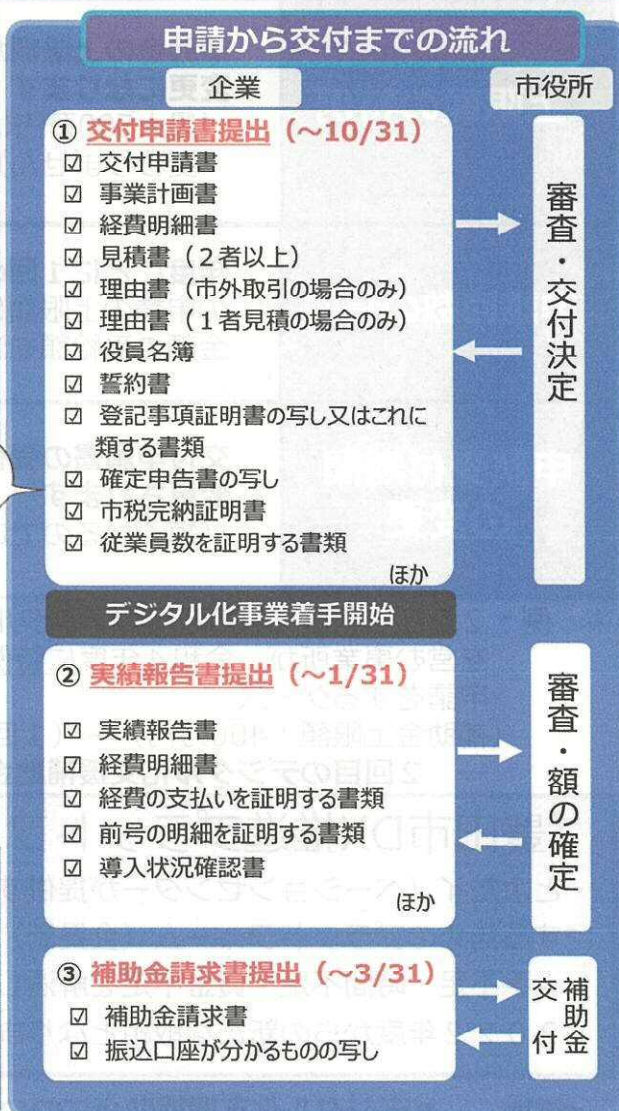 申請から交付までの流れ
企業
市役所
① 交付申請書提出（～10/31）
☑ 交付申請書
☑ 事業計画書
☑ 経費明細書
☑ 見積書（２者以上）
☑ 理由書（市外取引の場合のみ）
☑ 理由書（１者見積の場合のみ）
☑ 役員名簿
☑ 誓約書
☑ 登記事項証明書の写し又はこれに
類する書類
☑ 確定申告書の写し
☑ 市税完納証明書
☑ 従業員数を証明する書類
ほか
審査・交付決定
デジタル化事業着手開始
② 実績報告書提出（～1/31）
☑ 実績報告書
☑ 経費明細書
☑ 経費の支払いを証明する書類
☑ 前号の明細を証明する書類
☑ 導入状況確認書
ほか
審査・額の確定
③ 補助金請求書提出（～3/31）
☑ 補助金請求書
☑ 振込口座が分かるものの写し
補助金
交付